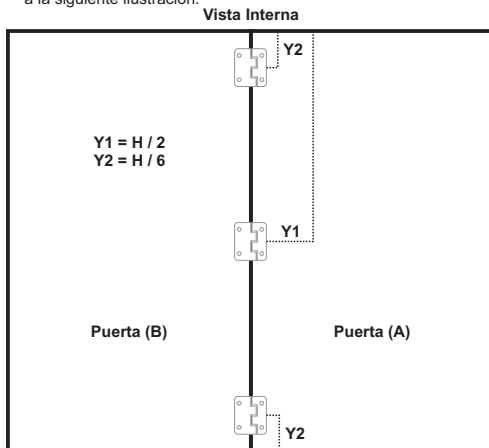 a la siguiente ilustración.
Vista Interna
Y2
Y1 = H / 2
Y2 = H / 6
Y1
Puerta (B)
Puerta (A)
Y2